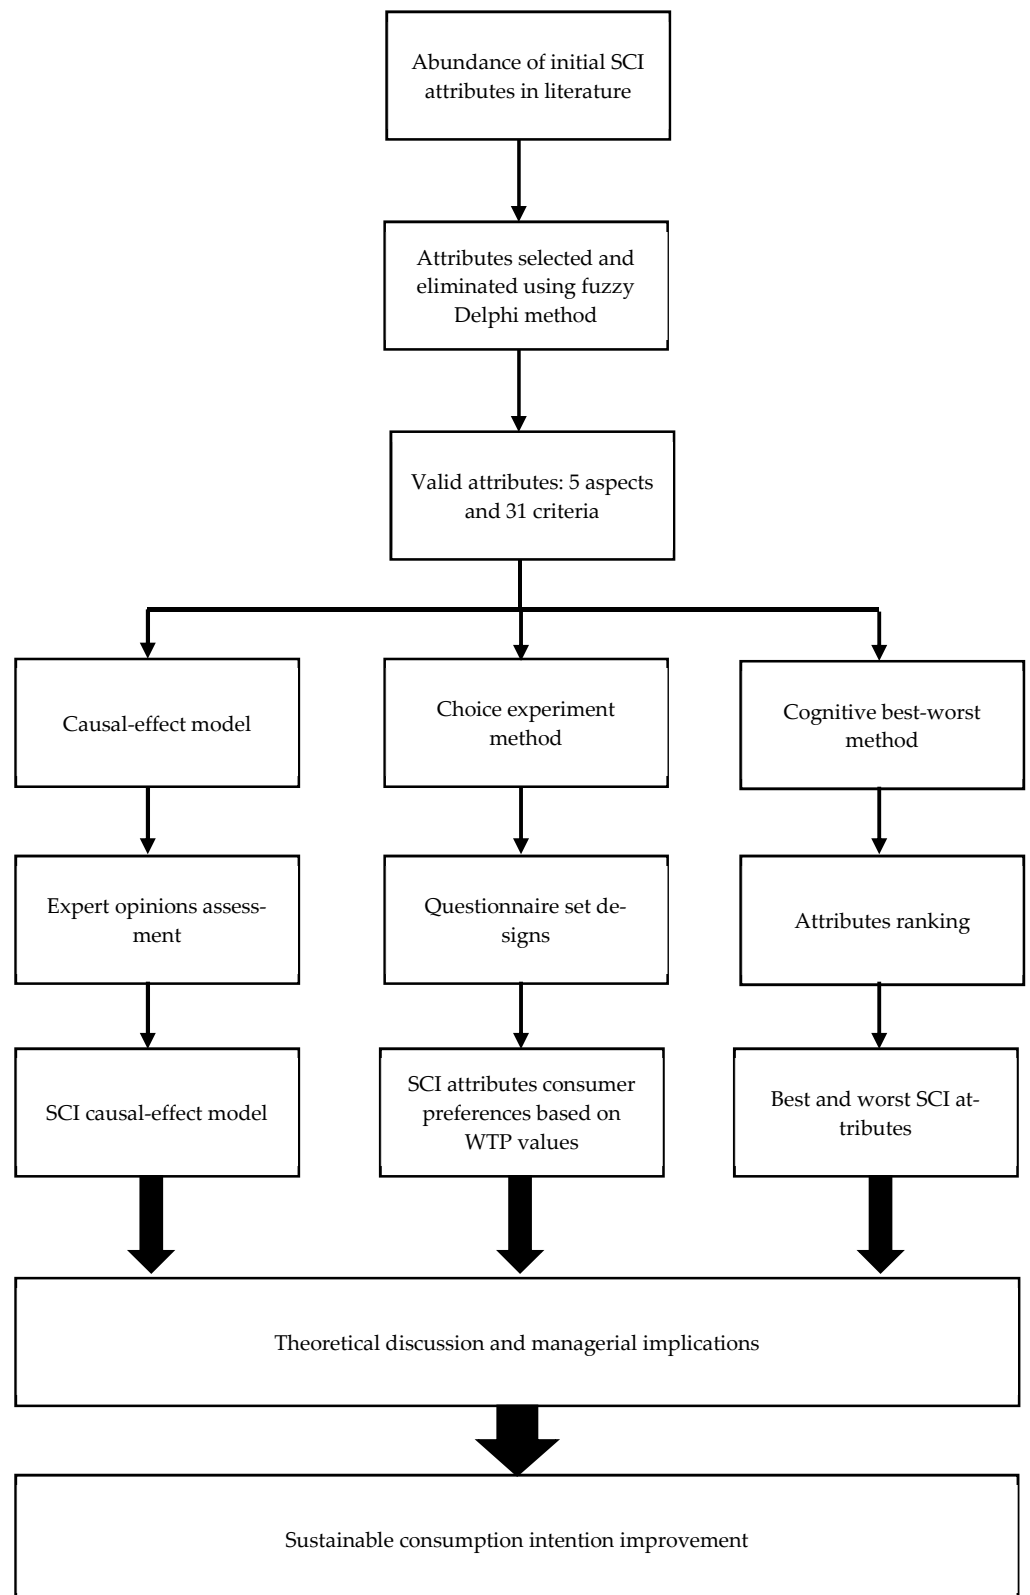 Abundance of initial SCI
attributes in literature
Attributes selected and
eliminated using fuzzy
Delphi method
Valid attributes: 5 aspects
and 31 criteria
Causal-effect model
Choice experiment
method
Cognitive best-worst
method
Expert opinions assess-
ment
Questionnaire set de-
signs
Attributes ranking
SCI causal-effect model
SCI attributes consumer
preferences based on
WTP values
Best and worst SCI at-
tributes
Theoretical discussion and managerial implications
Sustainable consumption intention improvement